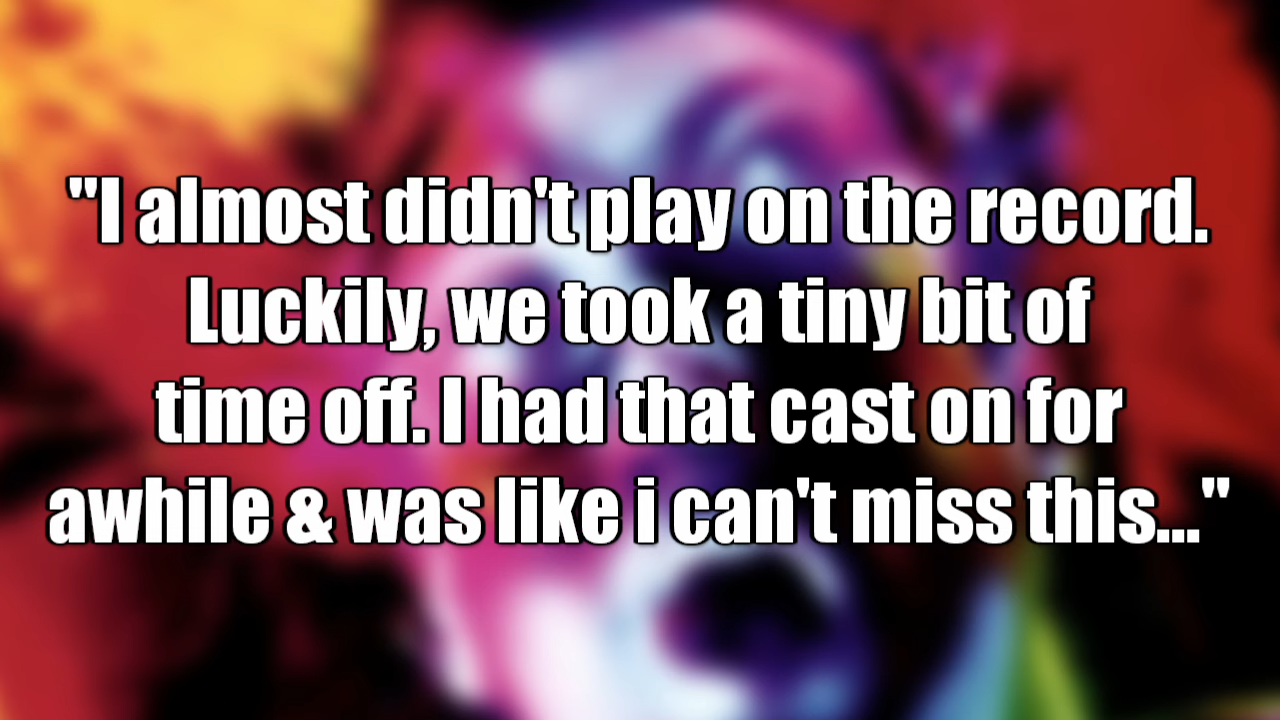 "I almost didn't play on the record.
Luckily, we took a tiny bit of
time off. I had that cast on for
awhile & was like i can't miss this..."